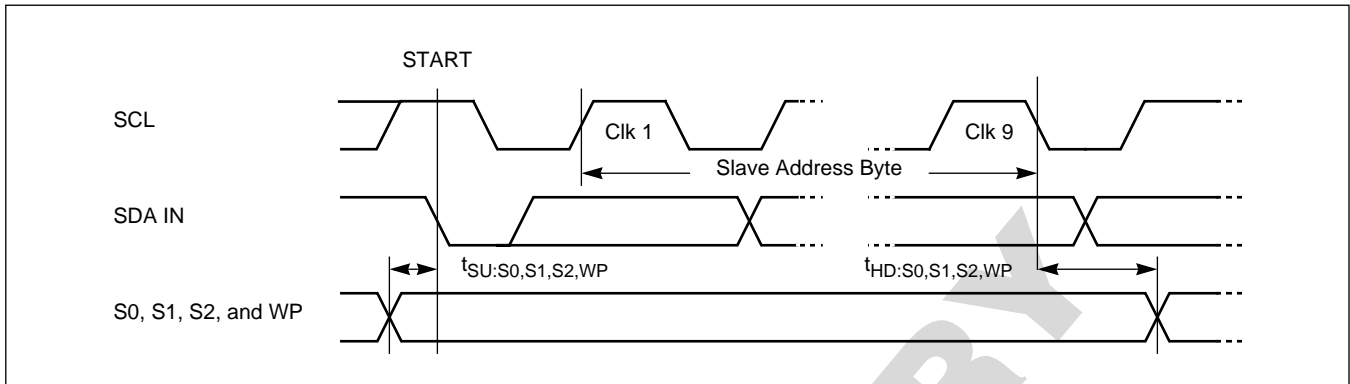 START
SCL
Clk 1
Clk 9
Slave Address Byte
SDA IN
tSU:S0,S1,S2,WP
tHD:S0,S1,S2,WP
S0, S1, S2, and WP
RY